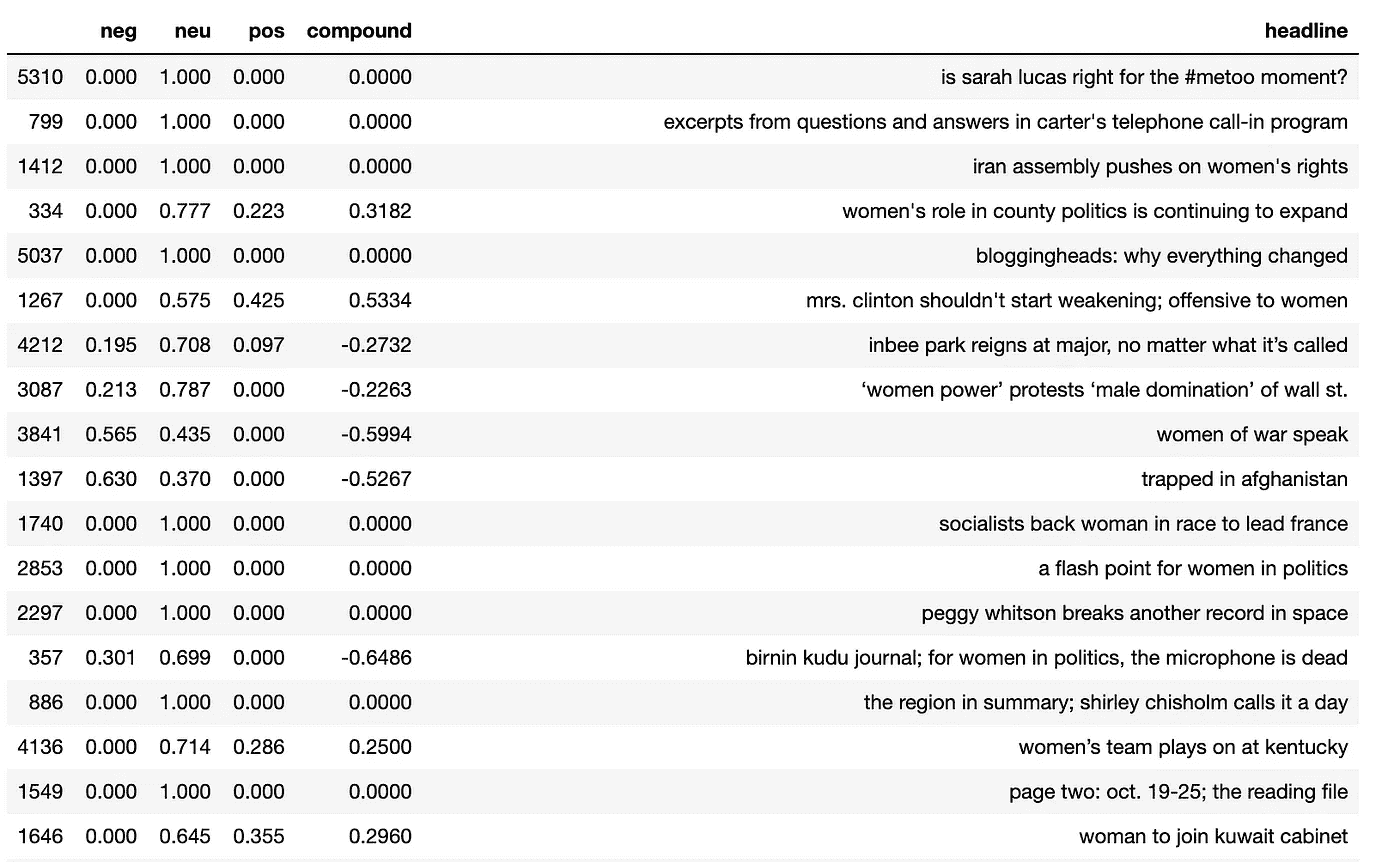 neg neu pos compound headline
5310 0.000 1.000 0.000 0.0000 is sarah lucas right for the #metoo moment?
799 0.000 1.000 0.000 0.0000 excerpts from questions and answers in carter's telephone call-in program
1412 0.000 1.000 0.000 0.0000 iran assembly pushes on women's rights
334 0.000 0.777 0.223 0.3182 women's role in county politics is continuing to expand
5037 0.000 1.000 0.000 0.0000 bloggingheads: why everything changed
1267 0.000 0.575 0.425 0.5334 mrs. clinton shouldn't start weakening; offensive to women
4212 0.195 0.708 0.097 -0.2732 inbee park reigns at major, no matter what it’s called
3087 0.213 0.787 0.000 -0.2263 ‘women power’ protests ‘male domination’ of wall st.
3841 0.565 0.435 0.000 -0.5994 women of war speak
1397 0.630 0.370 0.000 -0.5267 trapped in afghanistan
1740 0.000 1.000 0.000 0.0000 socialists back woman in race to lead france
2853 0.000 1.000 0.000 0.0000 a flash point for women in politics
2297 0.000 1.000 0.000 0.0000 peggy whitson breaks another record in space
357 0.301 0.699 0.000 -0.6486 birnin kudu journal; for women in politics, the microphone is dead
886 0.000 1.000 0.000 0.0000 the region in summary; shirley chisholm calls it a day
4136 0.000 0.714 0.286 0.2500 women’s team plays on at kentucky
1549 0.000 1.000 0.000 0.0000 page two: oct. 19-25; the reading file
1646 0.000 0.645 0.355 0.2960 woman to join kuwait cabinet